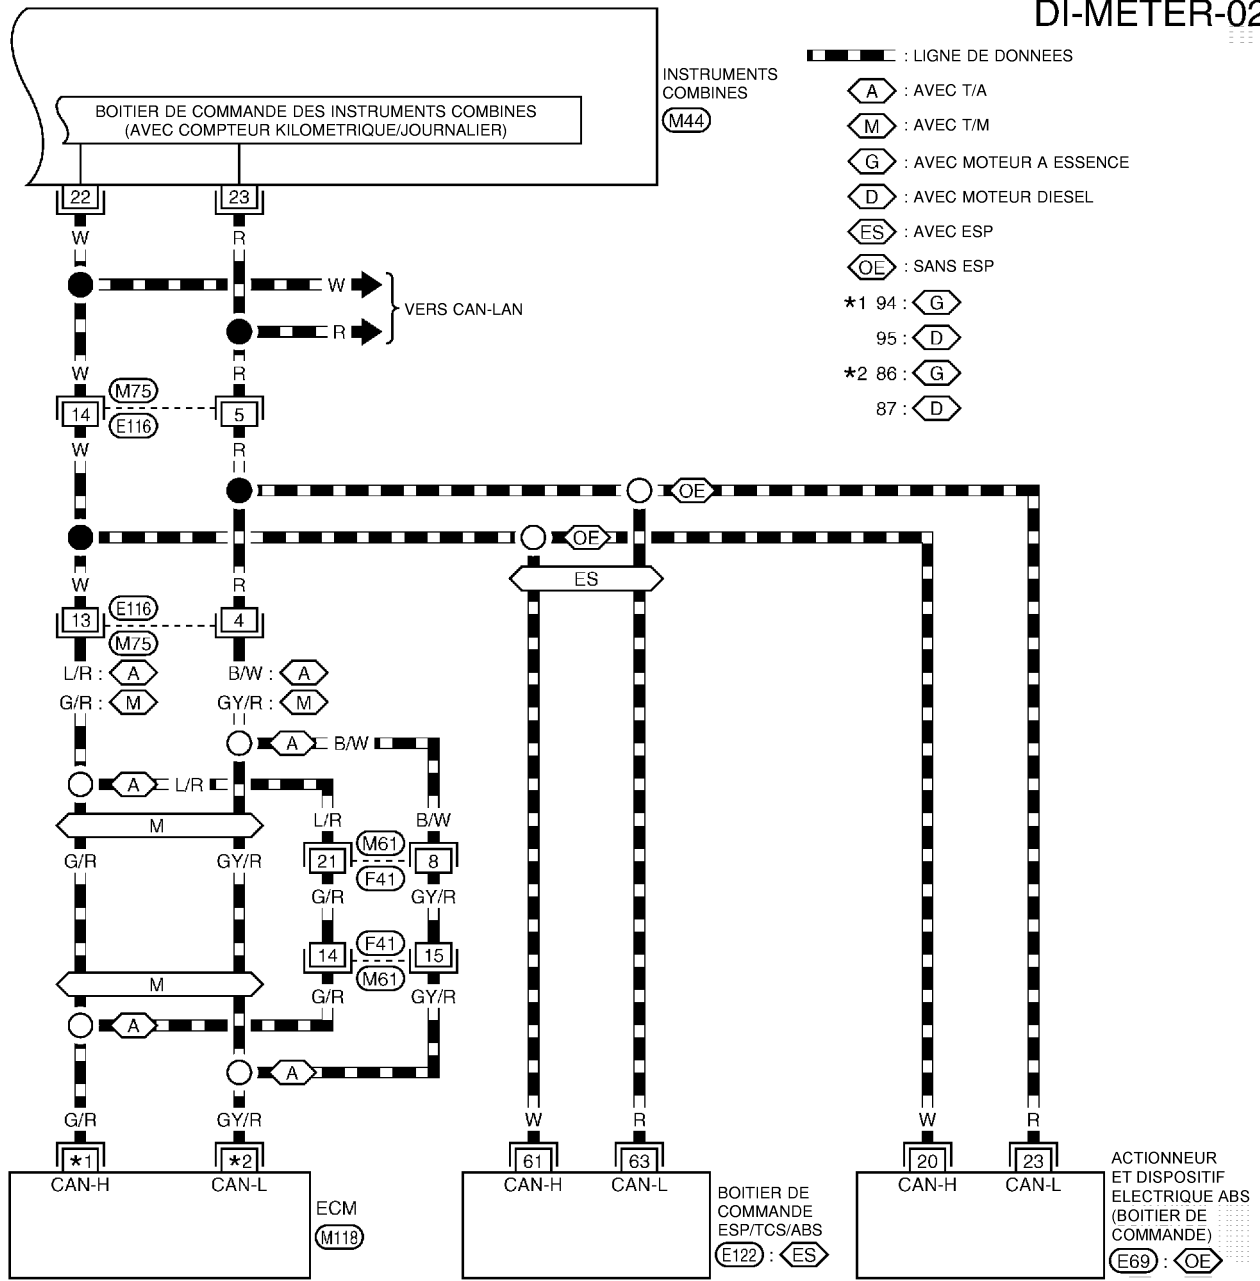 DI-METER-02
INSTRUMENTS
COMBINES
M44
BOITIER DE COMMANDE DES INSTRUMENTS COMBINES
(AVEC COMPTEUR KILOMETRIQUE/JOURNALIER)
: LIGNE DE DONNEES
A : AVEC T/A
M : AVEC T/M
G : AVEC MOTEUR A ESSENCE
D : AVEC MOTEUR DIESEL
ES : AVEC ESP
OE : SANS ESP
*1 94 : G
95 : D
*2 86 : G
87 : D
22 23
W R
W
R
VERS CAN-LAN
W R
M75
14 5
E116
W R
OE
OE
ES
W R
E116
13 4
M75
L/R : A B/W : A
G/R : M GY/R : M
A B/W
A L/R
M
L/R B/W
G/R GY/R
M61
21 8
F41
G/R GY/R
F41
14 15
M61
M
G/R GY/R
A
A
G/R GY/R W R W R
*1 *2 61 63 20 23
CAN-H CAN-L CAN-H CAN-L CAN-H CAN-L
ECM
M118
BOITIER DE
COMMANDE
ESP/TCS/ABS
E122 : ES
ACTIONNEUR
ET DISPOSITIF
ELECTRIQUE ABS
(BOITIER DE
COMMANDE)
E69 : OE